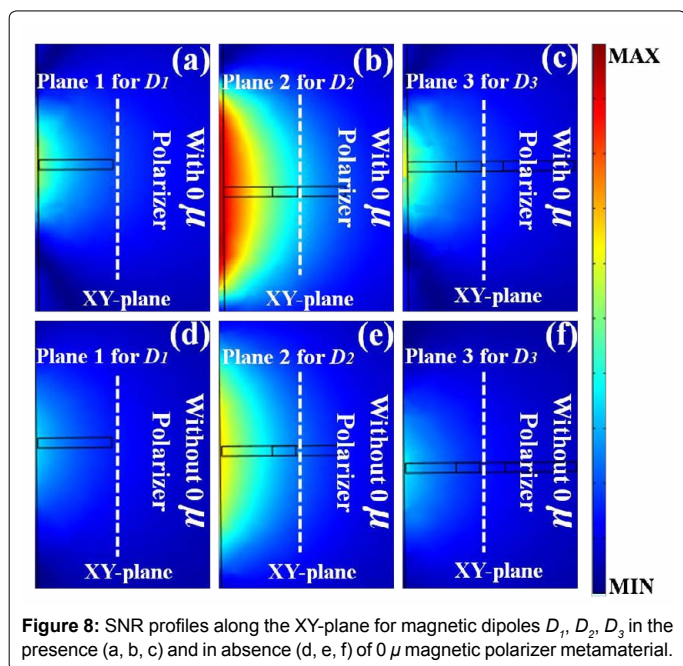 (a)
Plane 1 for D1
With 0 μ
Polarizer
XY-plane
(b)
Plane 2 for D2
With 0 μ
Polarizer
XY-plane
(c)
Plane 3 for D3
With 0 μ
Polarizer
XY-plane
MAX
(d)
Plane 1 for D1
Without 0 μ
Polarizer
XY-plane
(e)
Plane 2 for D2
Without 0 μ
Polarizer
XY-plane
(f)
Plane 3 for D3
Without 0 μ
Polarizer
XY-plane
MIN
Figure 8: SNR profiles along the XY-plane for magnetic dipoles D1, D2, D3 in the
presence (a, b, c) and in absence (d, e, f) of 0 μ magnetic polarizer metamaterial.